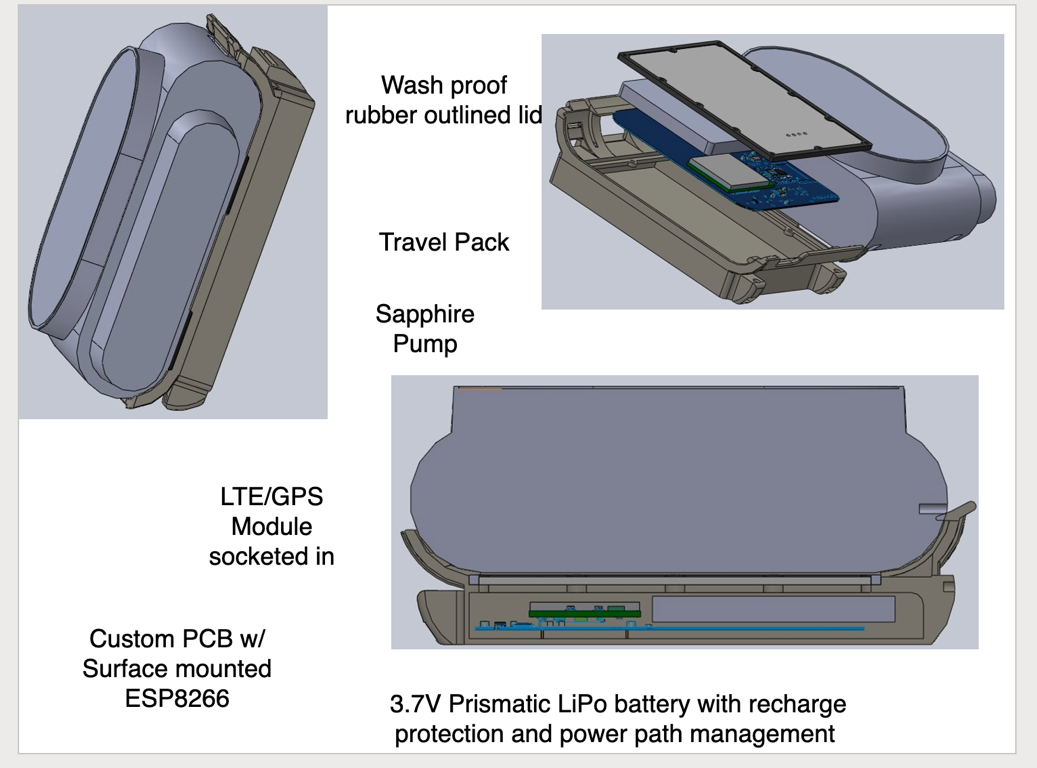 Wash proof
rubber outlined lid
Travel Pack
Sapphire
Pump
LTE/GPS
Module
socketed in
Custom PCB w/
Surface mounted
ESP8266
3.7V Prismatic LiPo battery with recharge
protection and power path management